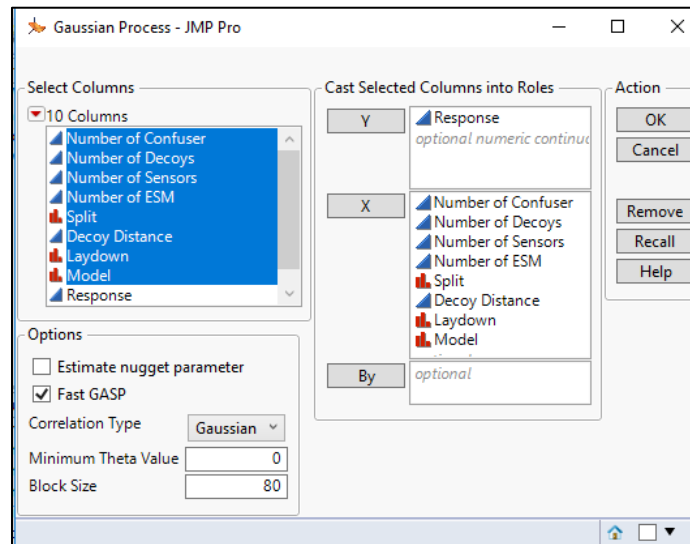 Gaussian Process - JMP Pro
Select Columns
10 Columns
Number of Confuser
Number of Decoys
Number of Sensors
Number of ESM
Split
Decoy Distance
Laydown
Model
Response
Options
Estimate nugget parameter
Fast GASP
Correlation Type
Gaussian
Minimum Theta Value
0
Block Size
80
Cast Selected Columns into Roles
Y
Response
optional numeric
X
Number of Confuser
Number of Decoys
Number of Sensors
Number of ESM
Split
Decoy Distance
Laydown
Model
By
optional
Action
OK
Cancel
Remove
Recall
Help